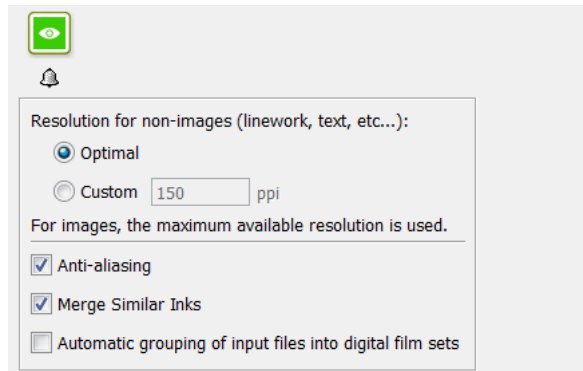 Resolution for non-images (linework, text, etc...):
Optimal
Custom 150 ppi
For images, the maximum available resolution is used.
Anti-aliasing
Merge Similar Inks
Automatic grouping of input files into digital film sets